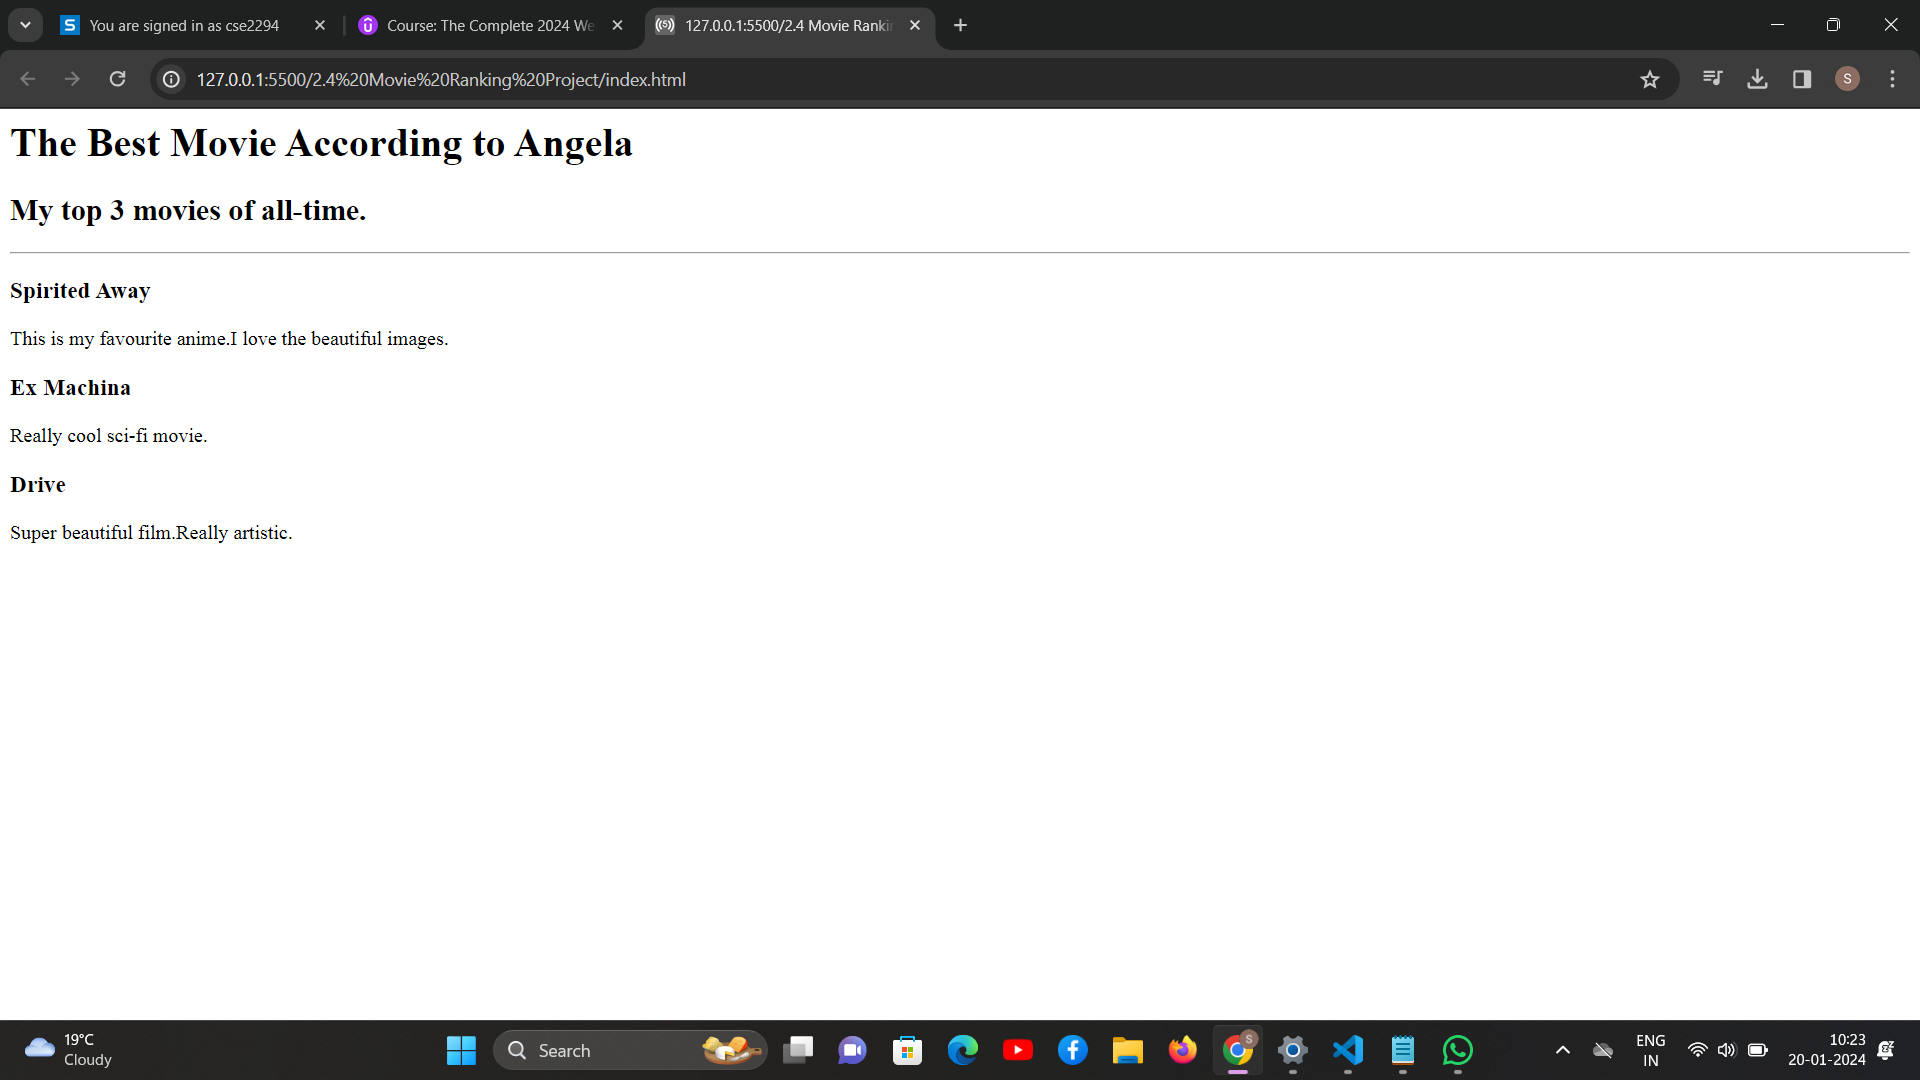 You are signed in as cse2294
Course: The Complete 2024 We
127.0.0.1:5500/2.4 Movie Rankin
127.0.0.1:5500/2.4%20Movie%20Ranking%20Project/index.html
S
The Best Movie According to Angela
My top 3 movies of all-time.
Spirited Away
This is my favourite anime.I love the beautiful images.
Ex Machina
Really cool sci-fi movie.
Drive
Super beautiful film.Really artistic.
19°C
Cloudy
Search
S
ENG
IN
10:23
20-01-2024